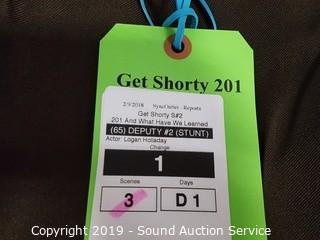 Get Shorty 201
2/9/2018 SyncOnSet - Reports
Get Shorty S#2
201 And What Have We Learned
(65) DEPUTY #2 (STUNT)
Actor: Logan Holladay
Change
1
Scenes Days
3 D 1
Copyright 2019 - Sound Auction Service